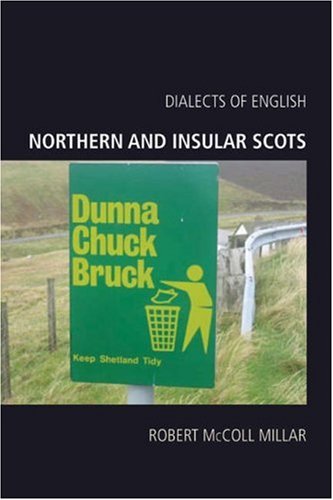 DIALECTS OF ENGLISH
NORTHERN AND INSULAR SCOTS
Dunna
Chuck
Bruck
Keep Shetland Tidy
ROBERT McCOLL MILLAR